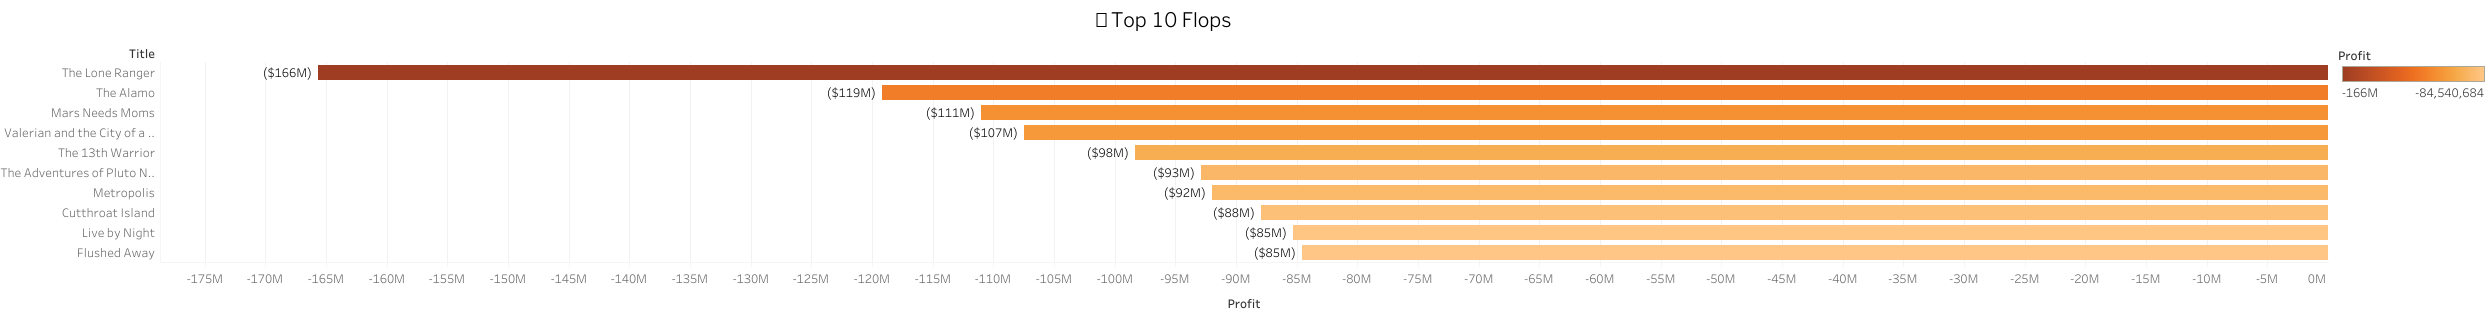 Top 10 Flops
Title
Profit
The Lone Ranger ($166M)
-166M -84,540,684
The Alamo ($119M)
Mars Needs Moms ($111M)
Valerian and the City of a .. ($107M)
The 13th Warrior ($98M)
The Adventures of Pluto N.. ($93M)
Metropolis ($92M)
Cutthroat Island ($88M)
Live by Night ($85M)
Flushed Away ($85M)
-175M -170M -165M -160M -155M -150M -145M -140M -135M -130M -125M -120M -115M -110M -105M -100M -95M -90M -85M -80M -75M -70M -65M -60M -55M -50M -45M -40M -35M -30M -25M -20M -15M -10M -5M 0M
Profit